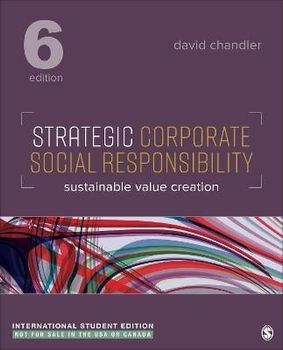 6
edition
david chandler
STRATEGIC CORPORATE
SOCIAL RESPONSIBILITY
sustainable value creation
INTERNATIONAL STUDENT EDITION
NOT FOR SALE IN THE USA OR CANADA
S